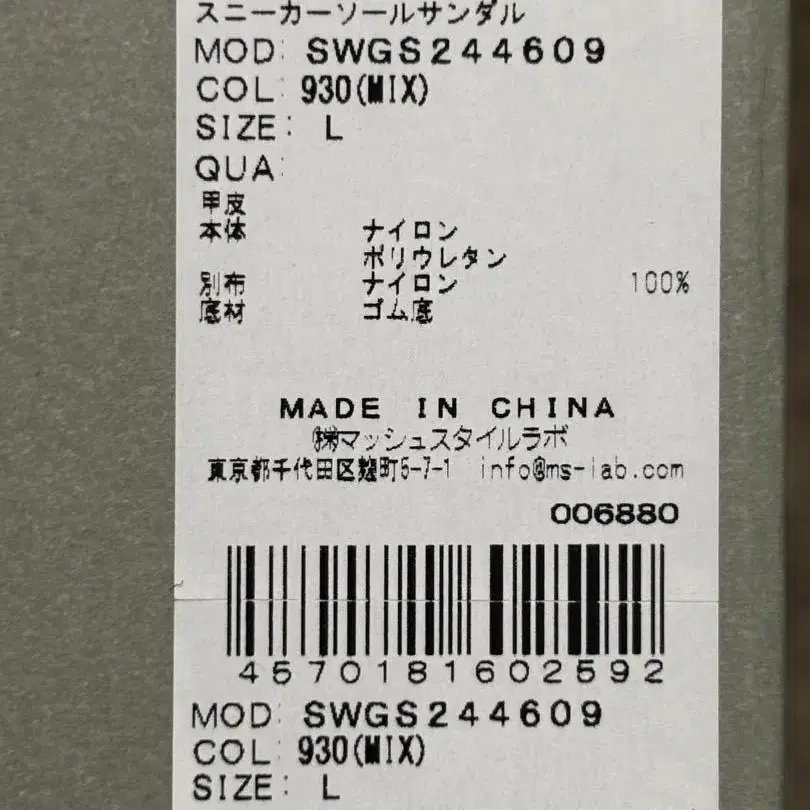 スニーカーソールサンダル
MOD: SWGS244609
COL: 930(MIX)
SIZE: L
QUA:
甲皮
本体 ナイロン
ポリウレタン
別布 ナイロン 100%
底材 ゴム底
MADE IN CHINA
㈱マッシュスタイルラボ
東京都千代田区麹町5-7-1 info@ms-lab.com
006880
4570181602592
MOD: SWGS244609
COL: 930(MIX)
SIZE: L